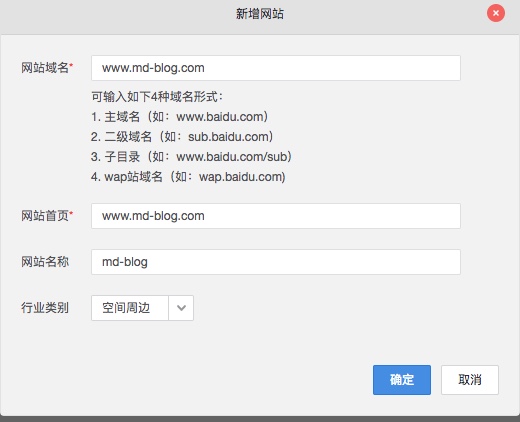 新增网站
网站域名* www.md-blog.com
可输入如下4种域名形式：
1. 主域名（如：www.baidu.com）
2. 二级域名（如：sub.baidu.com）
3. 子目录（如：www.baidu.com/sub）
4. wap站域名（如：wap.baidu.com)
网站首页* www.md-blog.com
网站名称 md-blog
行业类别 空间周边
确定 取消